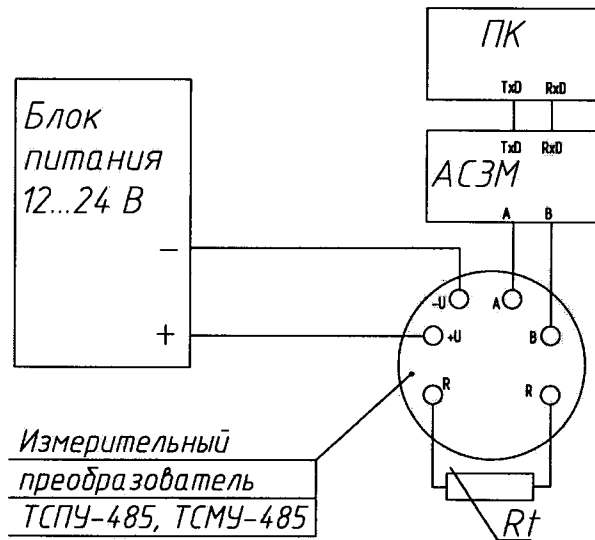 ПК
TxD RxD
TxD RxD
АСЗМ
A B
Блок
питания
12...24 В
−
+
-U A
+U B
R R
Измерительный
преобразователь
ТСПУ-485, ТСМУ-485
Rt